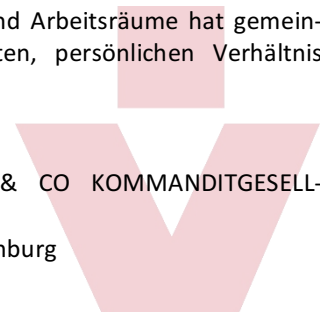 nd Arbeitsräume hat gemein-
ten, persönlichen Verhältnis
& CO KOMMANDITGESELL-
nburg